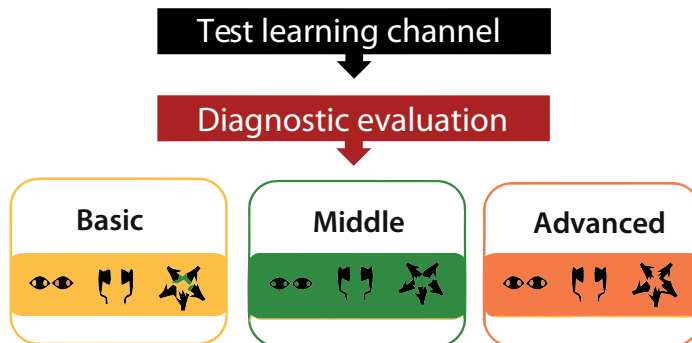 Test learning channel
Diagnostic evaluation
Basic
Middle
Advanced